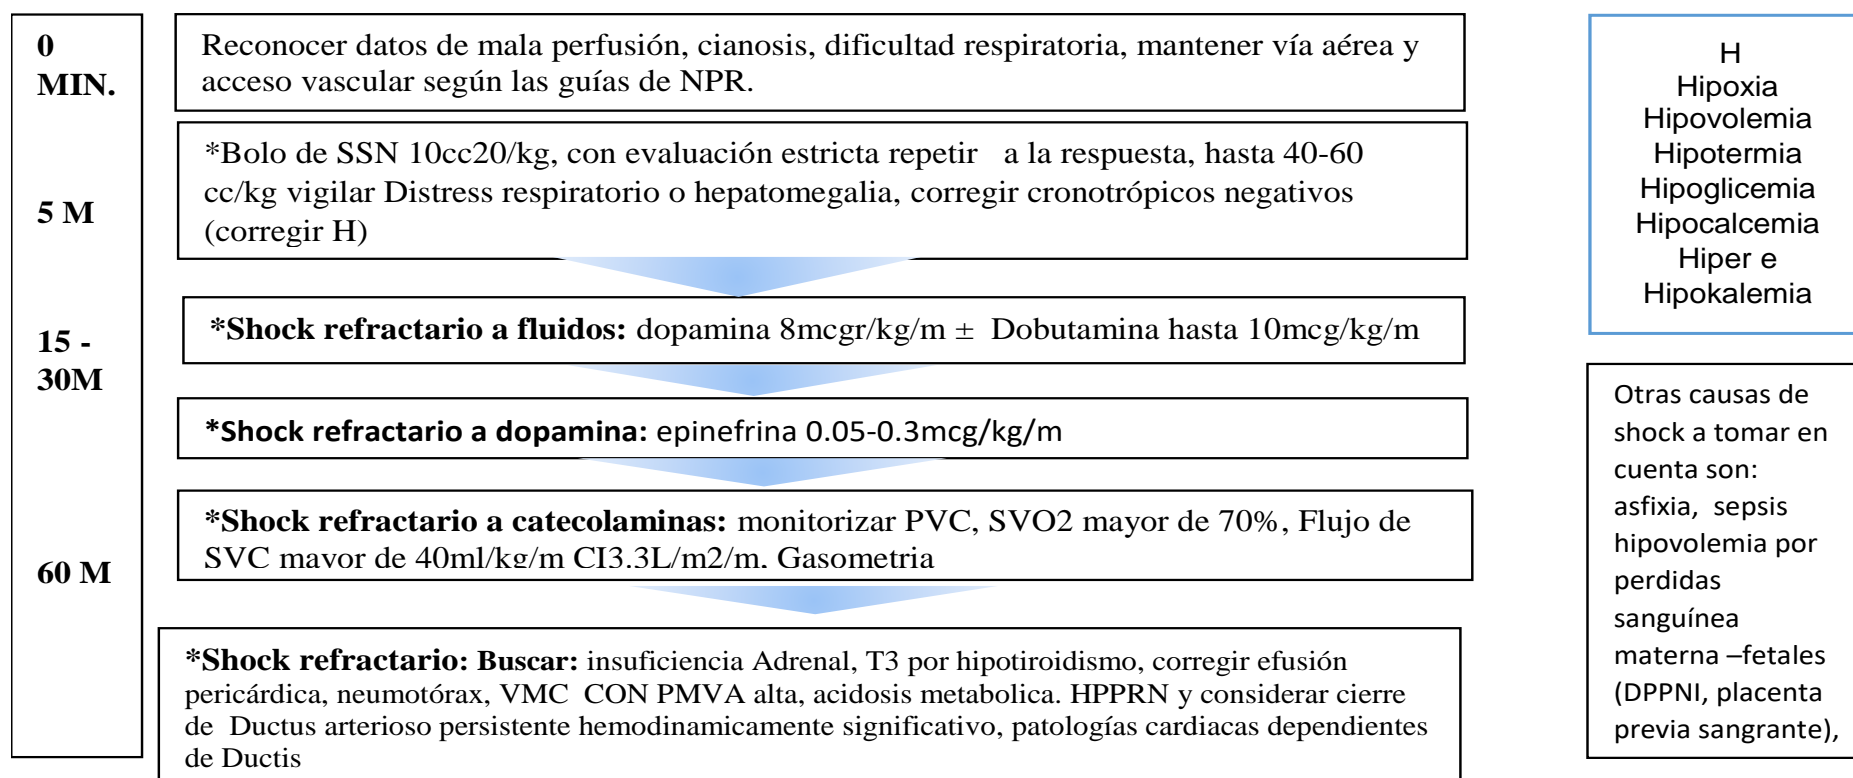 0
MIN.
Reconocer datos de mala perfusión, cianosis, dificultad respiratoria, mantener vía aérea y
acceso vascular según las guías de NPR.
5 M
*Bolo de SSN 10cc20/kg, con evaluación estricta repetir a la respuesta, hasta 40-60
cc/kg vigilar Distress respiratorio o hepatomegalia, corregir cronotrópicos negativos
(corregir H)
15 -
30M
*Shock refractario a fluidos: dopamina 8mcgr/kg/m ± Dobutamina hasta 10mcg/kg/m
*Shock refractario a dopamina: epinefrina 0.05-0.3mcg/kg/m
60 M
*Shock refractario a catecolaminas: monitorizar PVC, SVO2 mayor de 70%, Flujo de
SVC mayor de 40ml/kg/m CI3.3L/m2/m, Gasometria
*Shock refractario: Buscar: insuficiencia Adrenal, T3 por hipotiroidismo, corregir efusión
pericárdica, neumotórax, VMC CON PMVA alta, acidosis metabolica. HPPRN y considerar cierre
de Ductus arterioso persistente hemodinamicamente significativo, patologías cardiacas dependientes
de Ductis
H
Hipoxia
Hipovolemia
Hipotermia
Hipoglicemia
Hipocalcemia
Hiper e
Hipokalemia
Otras causas de
shock a tomar en
cuenta son:
asfixia, sepsis
hipovolemia por
perdidas
sanguínea
materna –fetales
(DPPNI, placenta
previa sangrante),